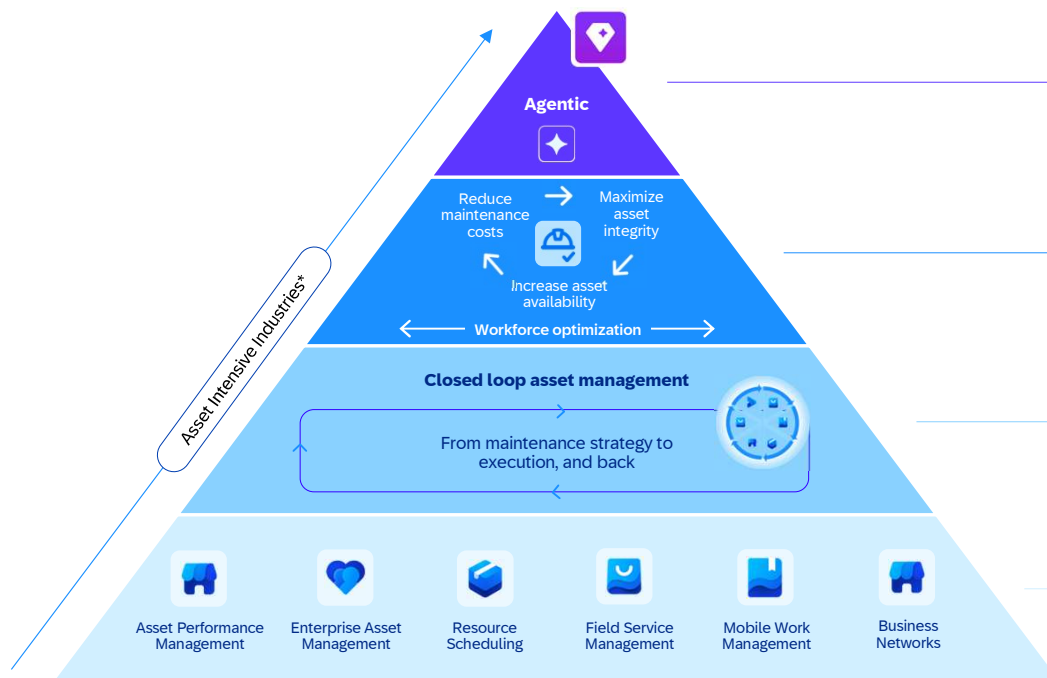 Agentic
Reduce
maintenance
costs
Maximize
asset
integrity
Increase asset
availability
Workforce optimization
Asset Intensive Industries*
Closed loop asset management
From maintenance strategy to
execution, and back
Asset Performance
Management
Enterprise Asset
Management
Resource
Scheduling
Field Service
Management
Mobile Work
Management
Business
Networks